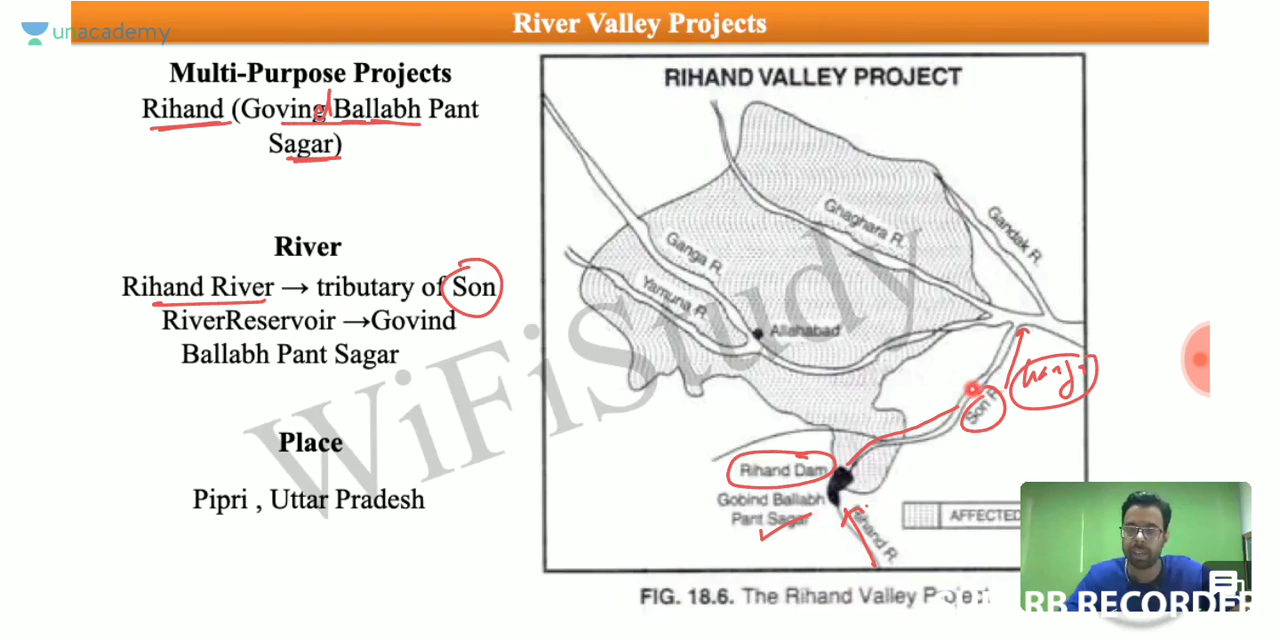 River Valley Projects
unacademy
Multi-Purpose Projects
Rihand (Goving Ballabh Pant
d
Sagar)
River
Rihand River → tributary of Son
RiverReservoir →Govind
Ballabh Pant Sagar
Place
Pipri , Uttar Pradesh
RIHAND VALLEY PROJECT
Ghaghara R.
Gandak R.
Ganga R.
Yamuna R.
Allahabad
Son R.
Rihand Dam
Gobind Ballabh
Pant Sagar
Rihand R.
AFFECTED
WiFiStudy
FIG. 18.6. The Rihand Valley Project
RECORDER